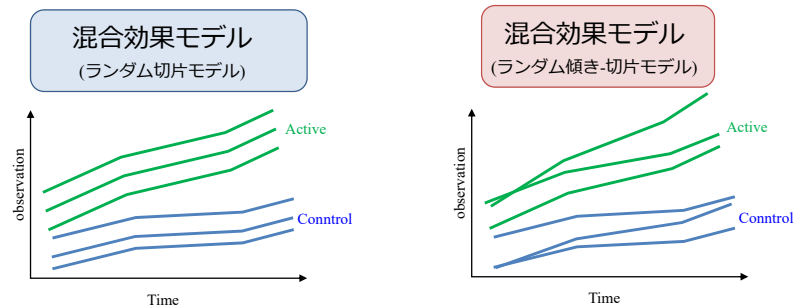 混合効果モデル
(ランダム切片モデル)
observation
Active
Conntrol
Time
混合効果モデル
(ランダム傾き-切片モデル)
observation
Active
Conntrol
Time